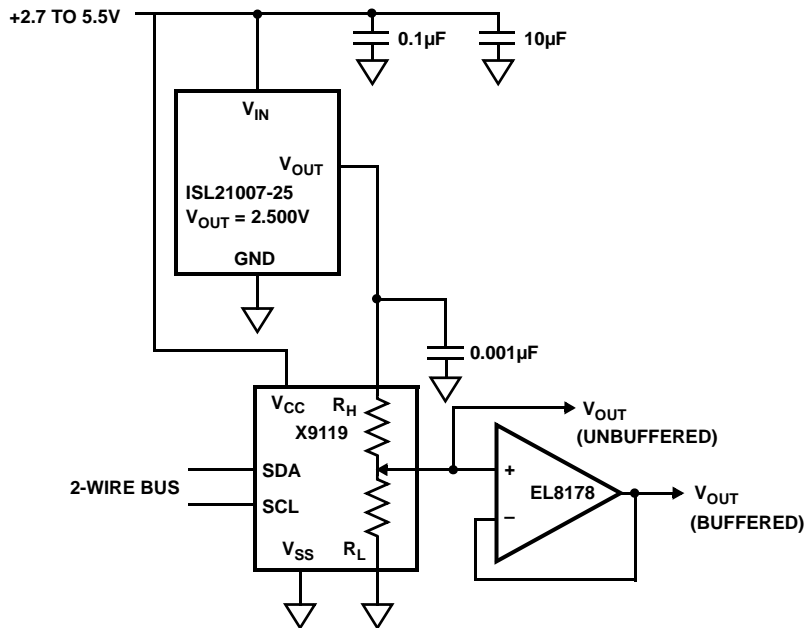 +2.7 TO 5.5V
0.1µF
10µF
VIN
VOUT
ISL21007-25
VOUT = 2.500V
GND
0.001µF
VCC
RH
X9119
VOUT
(UNBUFFERED)
2-WIRE BUS
SDA
SCL
+
EL8178
−
VOUT
(BUFFERED)
VSS
RL